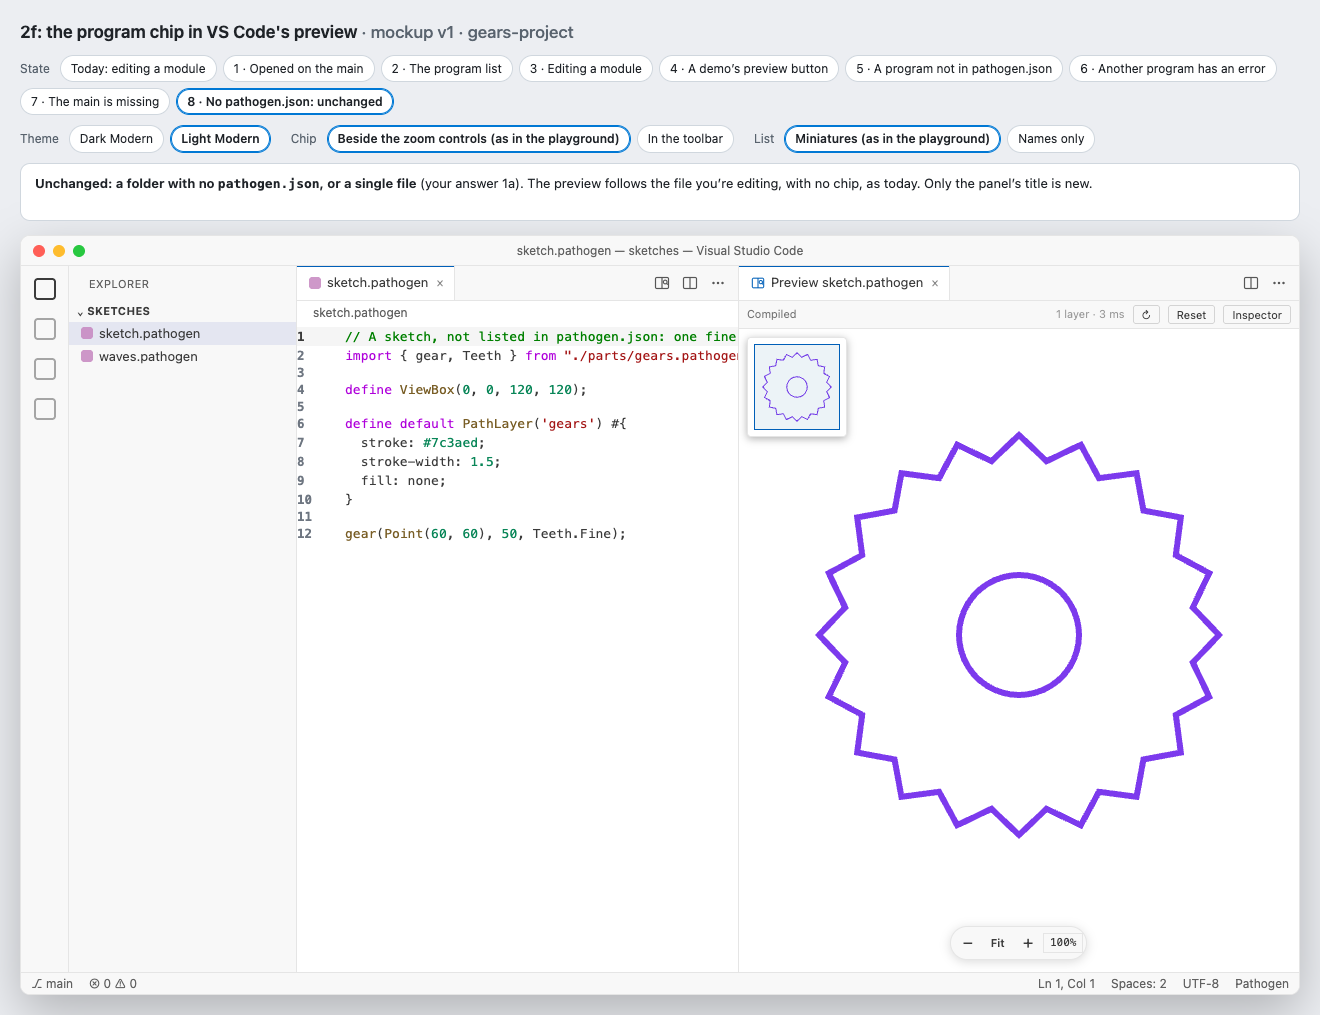 2f: the program chip in VS Code's preview · mockup v1 · gears-project
State Today: editing a module 1 · Opened on the main 2 · The program list 3 · Editing a module 4 · A demo's preview button 5 · A program not in pathogen.json 6 · Another program has an error
7 · The main is missing 8 · No pathogen.json: unchanged
Theme Dark Modern Light Modern Chip Beside the zoom controls (as in the playground) In the toolbar List Miniatures (as in the playground) Names only
Unchanged: a folder with no pathogen.json, or a single file (your answer 1a). The preview follows the file you're editing, with no chip, as today. Only the panel's title is new.
sketch.pathogen — sketches — Visual Studio Code
EXPLORER
SKETCHES
sketch.pathogen
waves.pathogen
sketch.pathogen ×
sketch.pathogen
1 // A sketch, not listed in pathogen.json: one fine
2 import { gear, Teeth } from "./parts/gears.pathogen
3
4 define ViewBox(0, 0, 120, 120);
5
6 define default PathLayer('gears') #{
7 stroke: #7c3aed;
8 stroke-width: 1.5;
9 fill: none;
10 }
11
12 gear(Point(60, 60), 50, Teeth.Fine);
Preview sketch.pathogen ×
Compiled 1 layer · 3 ms Reset Inspector
− Fit + 100%
main 0 0 Ln 1, Col 1 Spaces: 2 UTF-8 Pathogen